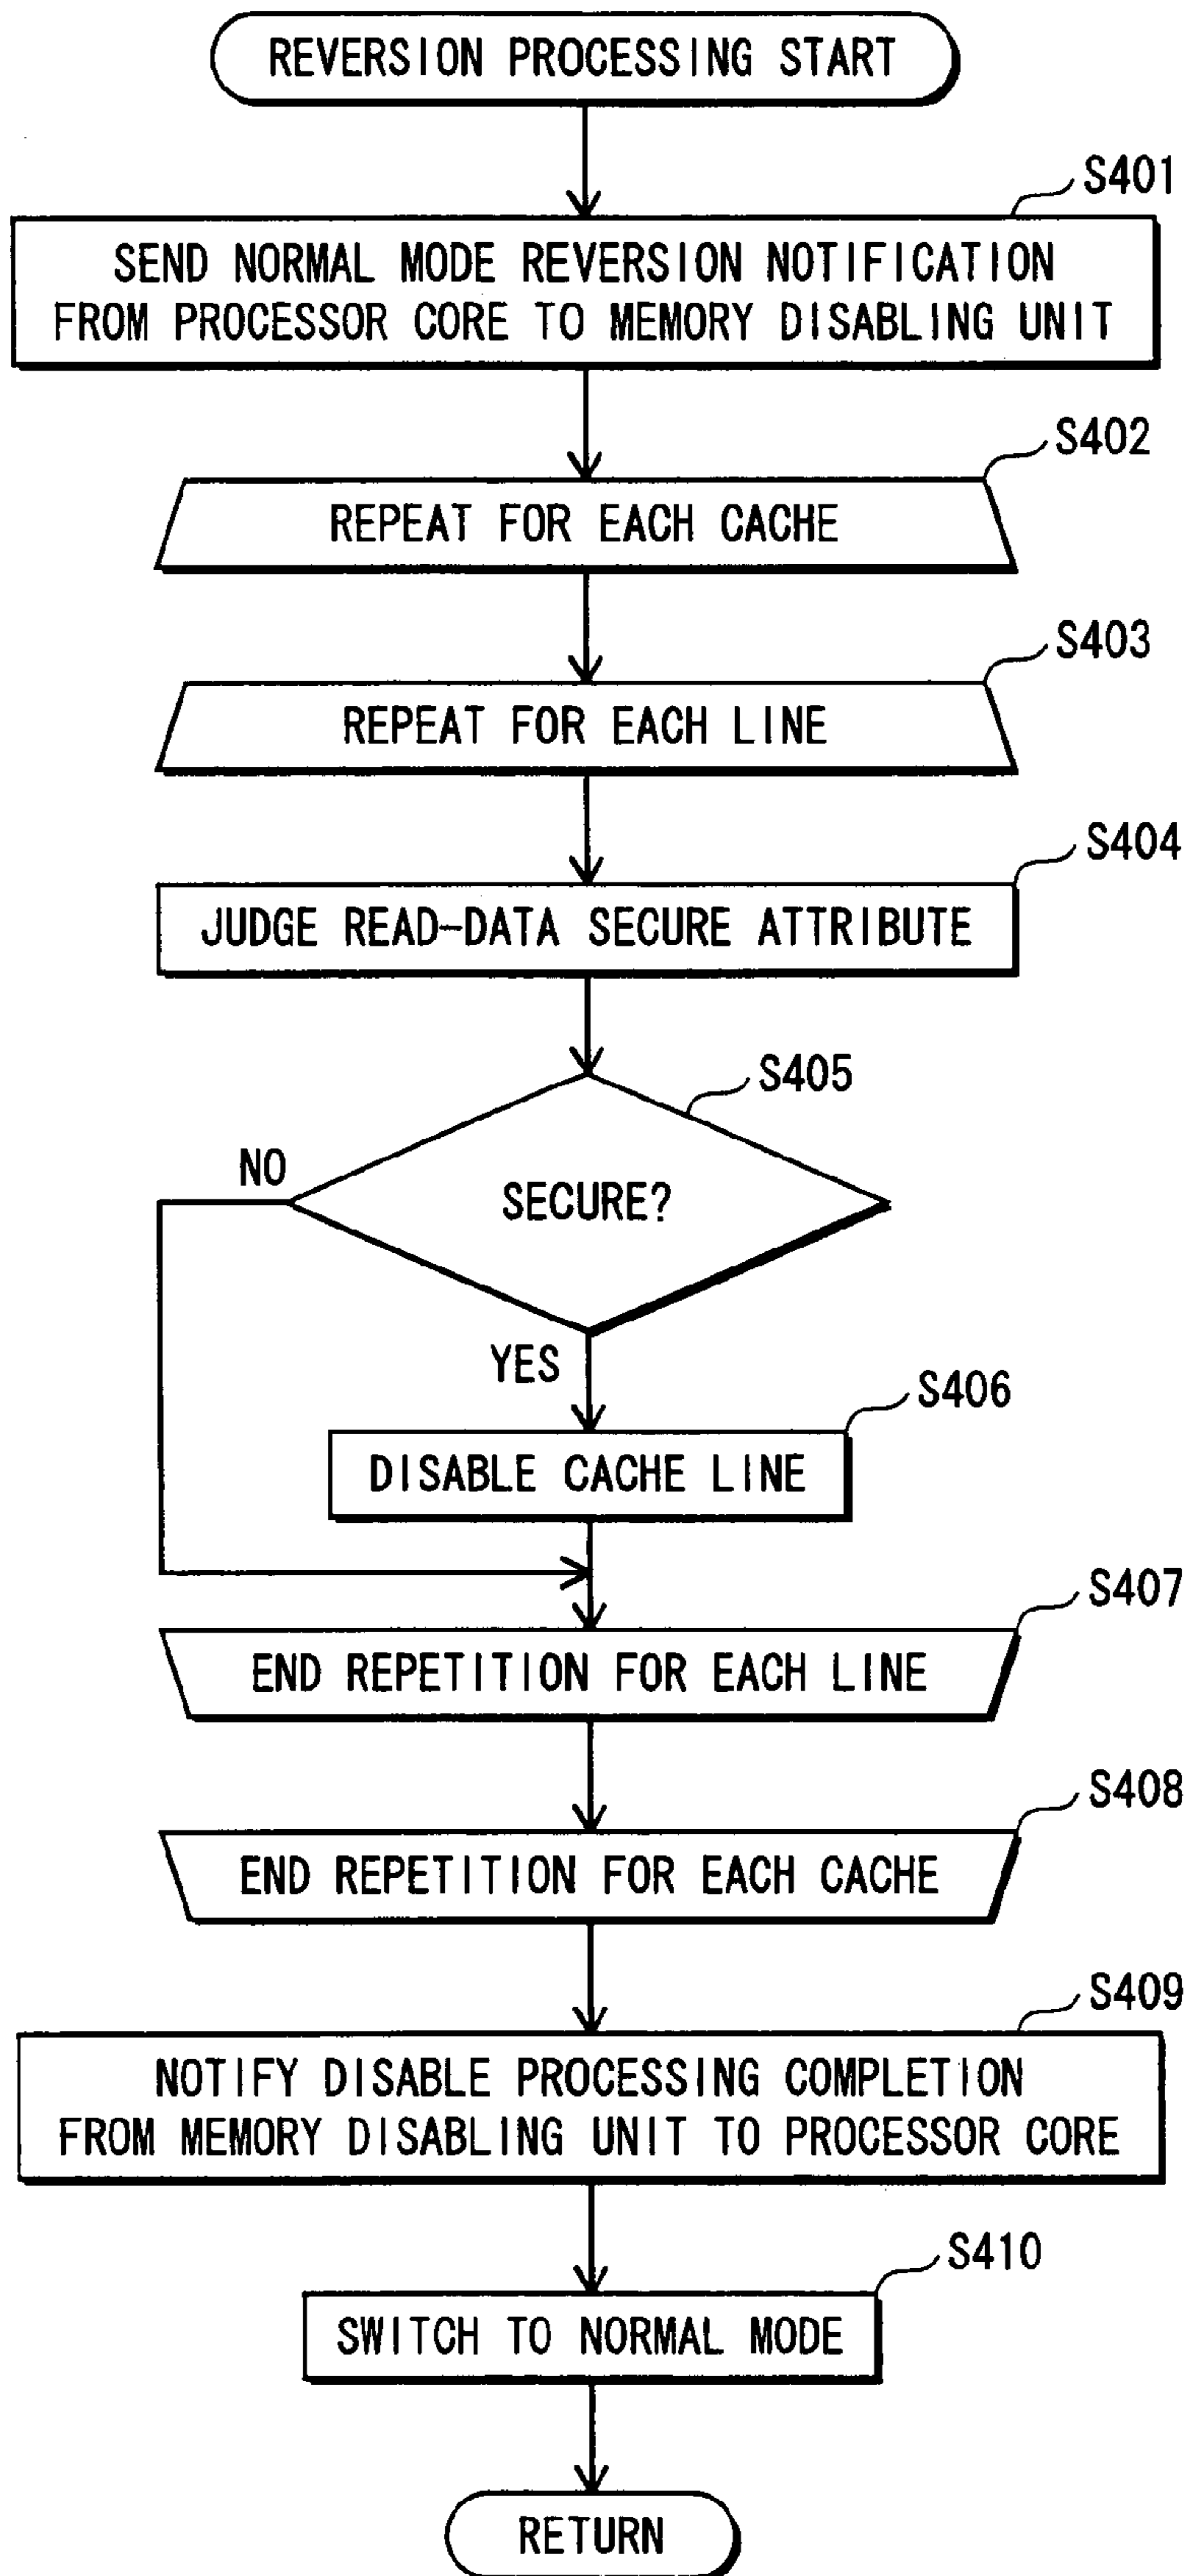 REVERSION PROCESSING START
S401
SEND NORMAL MODE REVERSION NOTIFICATION
FROM PROCESSOR CORE TO MEMORY DISABLING UNIT
S402
REPEAT FOR EACH CACHE
S403
REPEAT FOR EACH LINE
S404
JUDGE READ-DATA SECURE ATTRIBUTE
S405
NO
SECURE?
YES
S406
DISABLE CACHE LINE
S407
END REPETITION FOR EACH LINE
S408
END REPETITION FOR EACH CACHE
S409
NOTIFY DISABLE PROCESSING COMPLETION
FROM MEMORY DISABLING UNIT TO PROCESSOR CORE
S410
SWITCH TO NORMAL MODE
RETURN